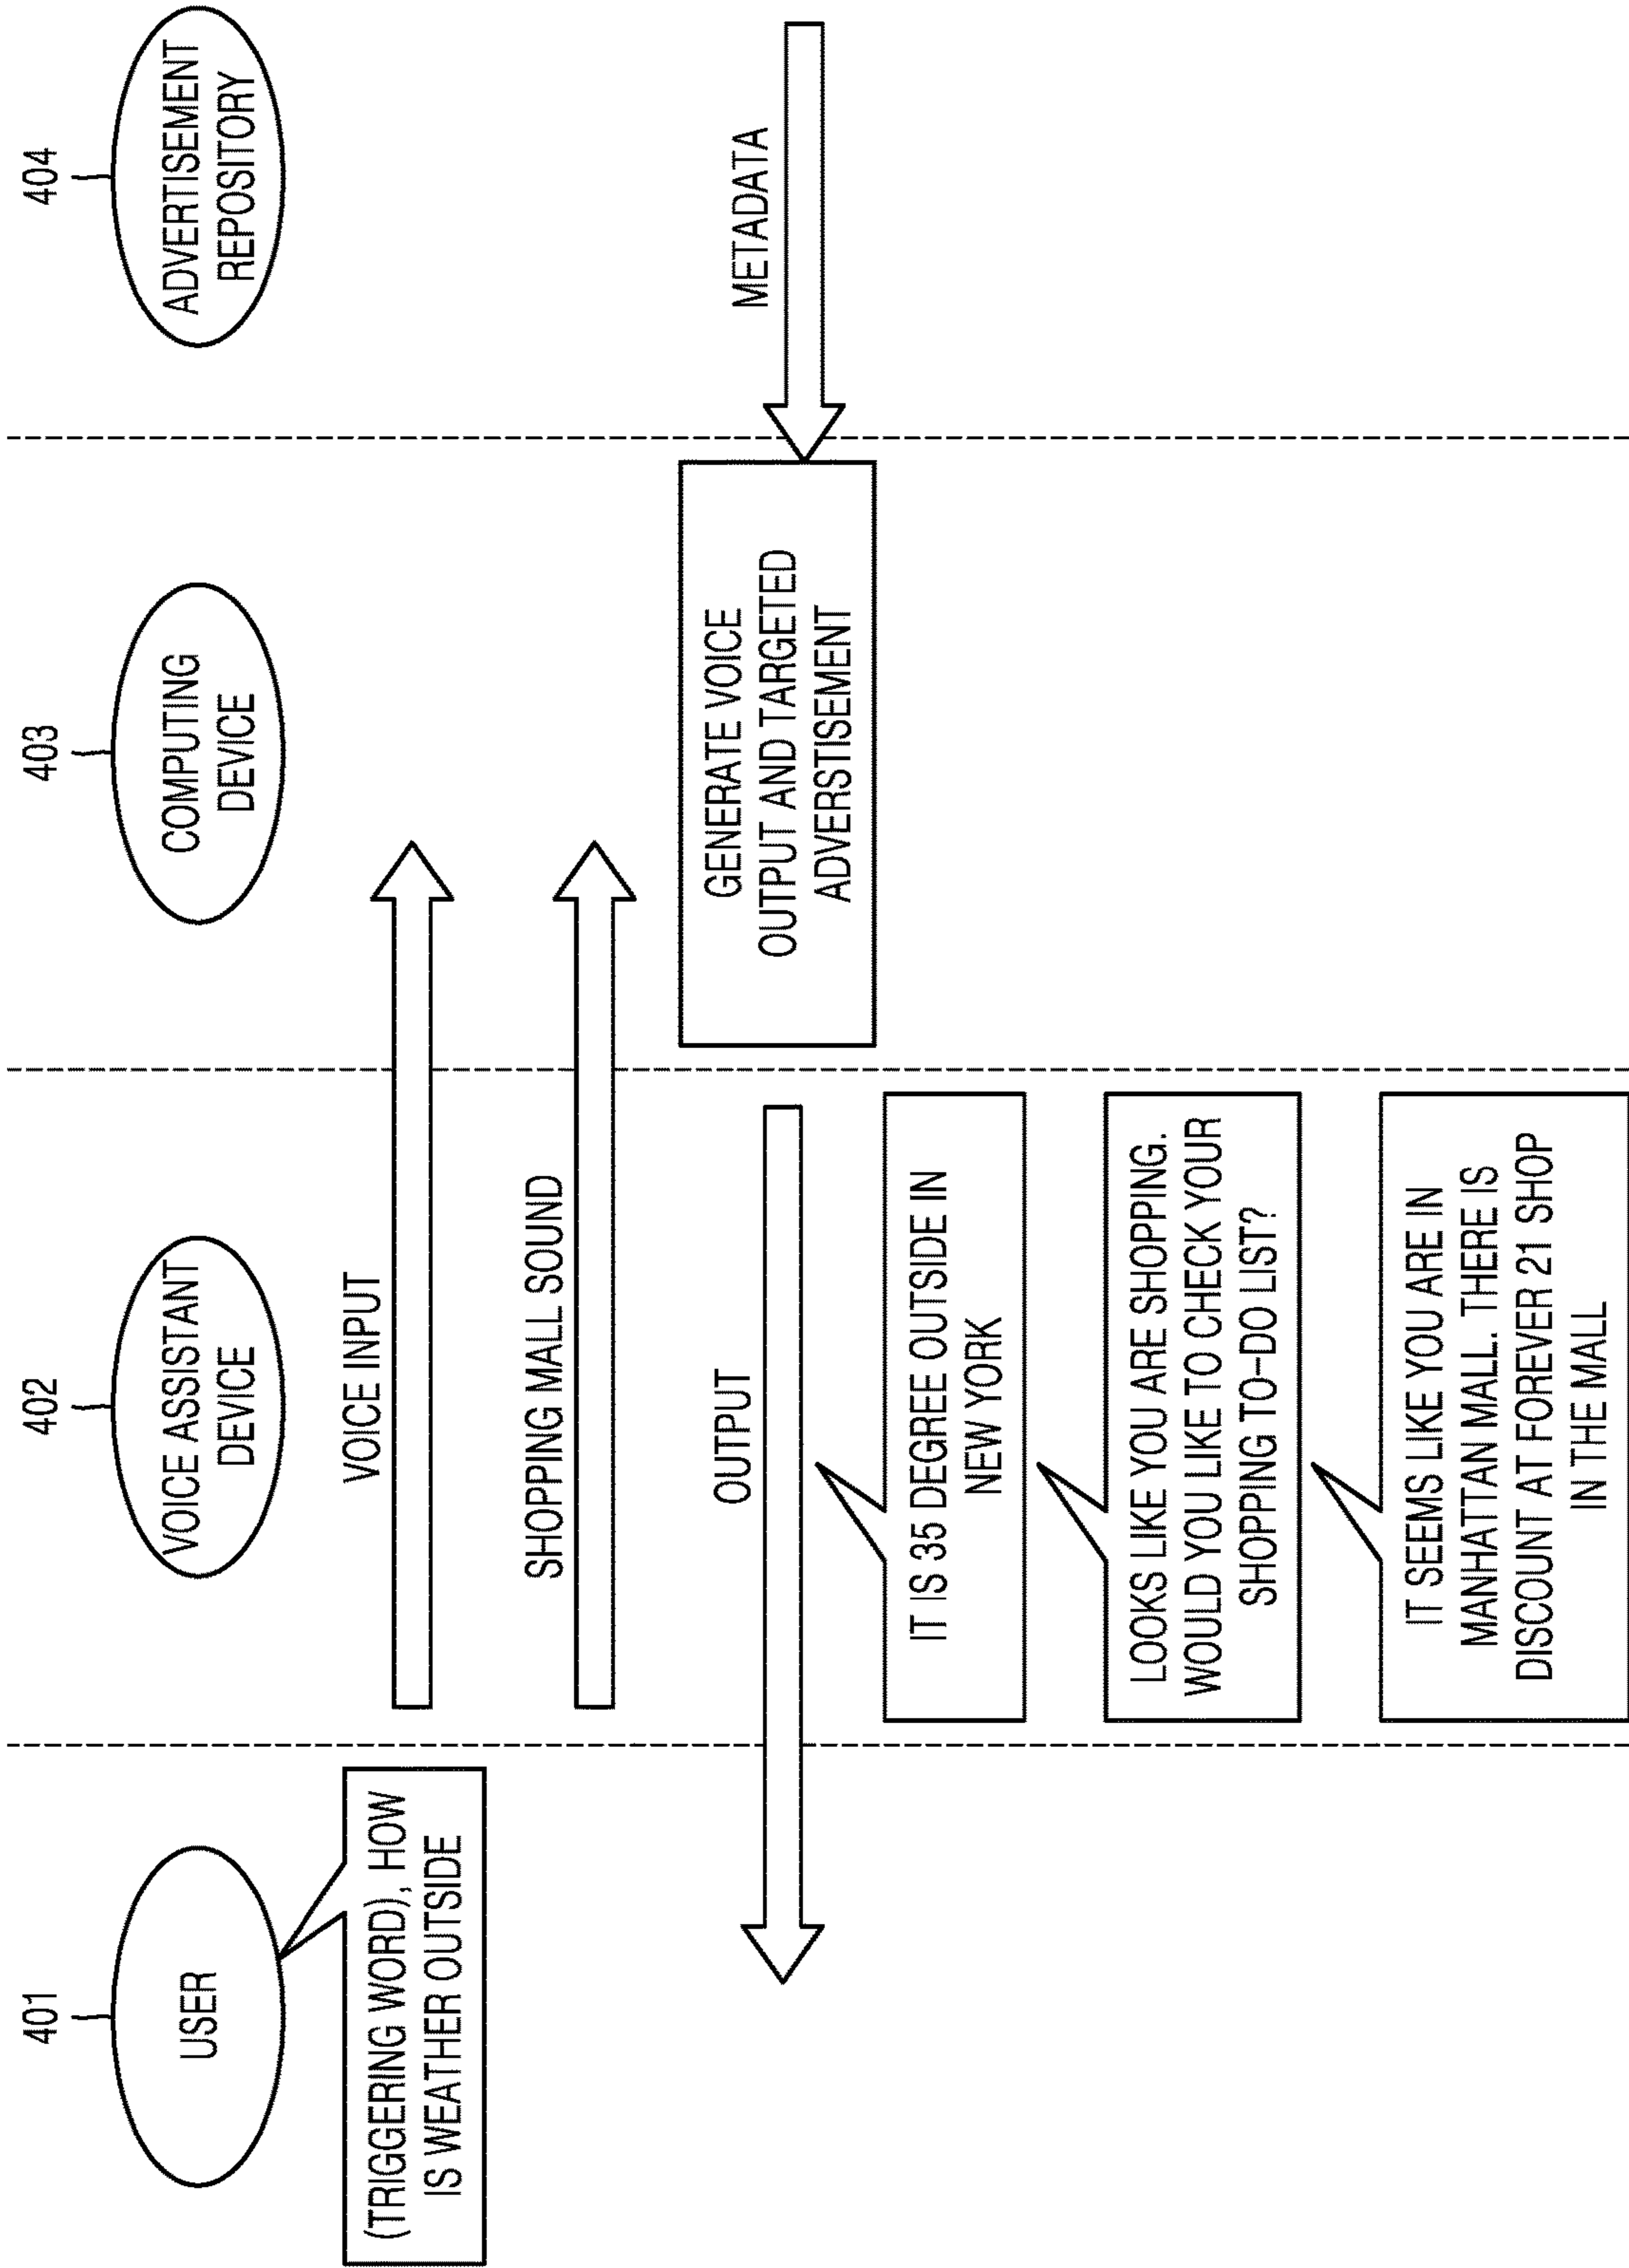 401
USER
(TRIGGERING WORD), HOW
IS WEATHER OUTSIDE
402
VOICE ASSISTANT
DEVICE
VOICE INPUT
SHOPPING MALL SOUND
OUTPUT
IT IS 35 DEGREE OUTSIDE IN
NEW YORK
LOOKS LIKE YOU ARE SHOPPING.
WOULD YOU LIKE TO CHECK YOUR
SHOPPING TO-DO LIST?
IT SEEMS LIKE YOU ARE IN
MANHATTAN MALL. THERE IS
DISCOUNT AT FOREVER 21 SHOP
IN THE MALL
403
COMPUTING
DEVICE
GENERATE VOICE
OUTPUT AND TARGETED
ADVERSTISEMENT
404
ADVERTISEMENT
REPOSITORY
METADATA